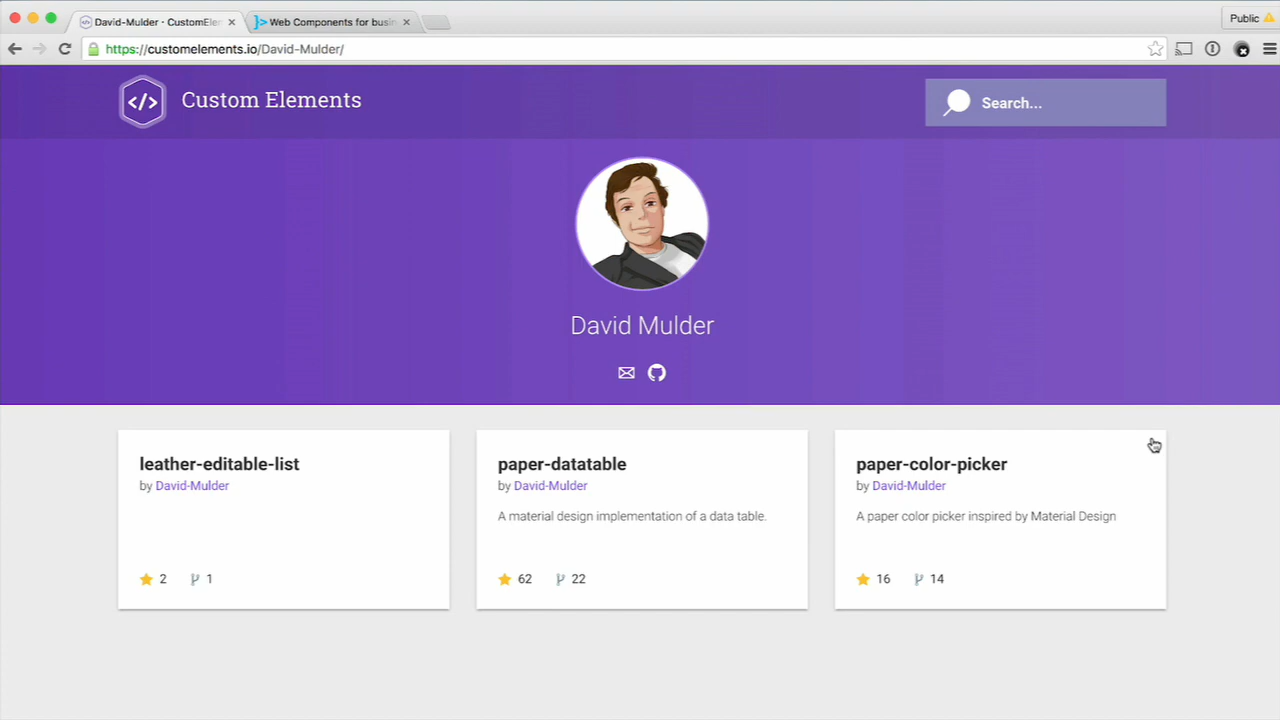 David-Mulder · CustomElem
Web Components for busin
Public
https://customelements.io/David-Mulder/
</>
Custom Elements
Search...
David Mulder
leather-editable-list
by David-Mulder
2 1
paper-datatable
by David-Mulder
A material design implementation of a data table.
62 22
paper-color-picker
by David-Mulder
A paper color picker inspired by Material Design
16 14